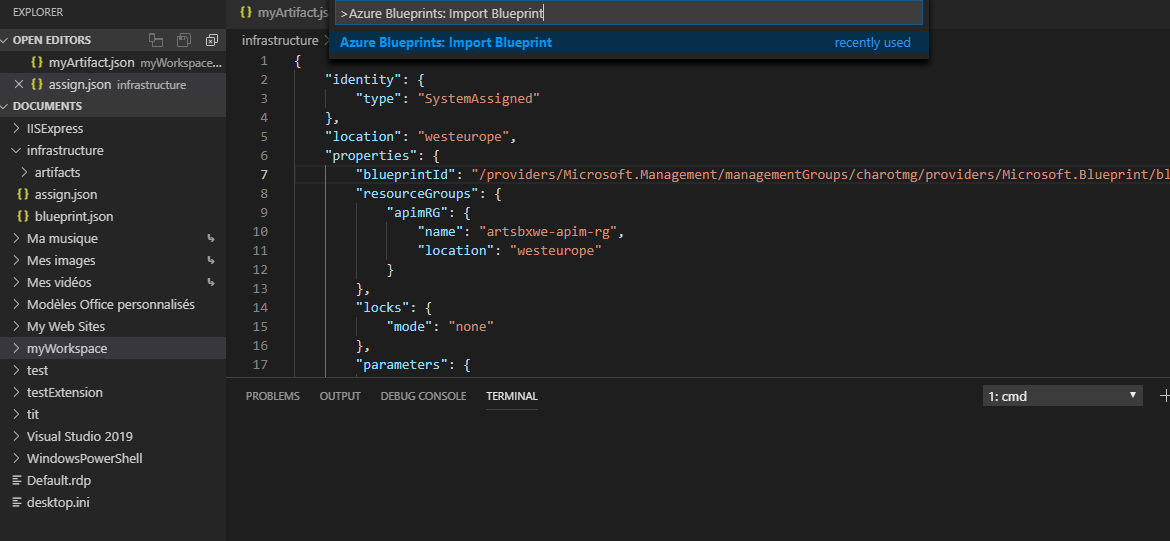 EXPLORER
OPEN EDITORS
myArtifact.json myWorkspace...
assign.json infrastructure
DOCUMENTS
IISExpress
infrastructure
artifacts
assign.json
blueprint.json
Ma musique
Mes images
Mes vidéos
Modèles Office personnalisés
My Web Sites
myWorkspace
test
testExtension
tit
Visual Studio 2019
WindowsPowerShell
Default.rdp
desktop.ini
{} myArtifact.js
>Azure Blueprints: Import Blueprint
Azure Blueprints: Import Blueprint recently used
infrastructure >
1 {
2 "identity": {
3 "type": "SystemAssigned"
4 },
5 "location": "westeurope",
6 "properties": {
7 "blueprintId": "/providers/Microsoft.Management/managementGroups/charotmg/providers/Microsoft.Blueprint/bl
8 "resourceGroups": {
9 "apimRG": {
10 "name": "artsbxwe-apim-rg",
11 "location": "westeurope"
12 }
13 },
14 "locks": {
15 "mode": "none"
16 },
17 "parameters": {
PROBLEMS OUTPUT DEBUG CONSOLE TERMINAL 1: cmd